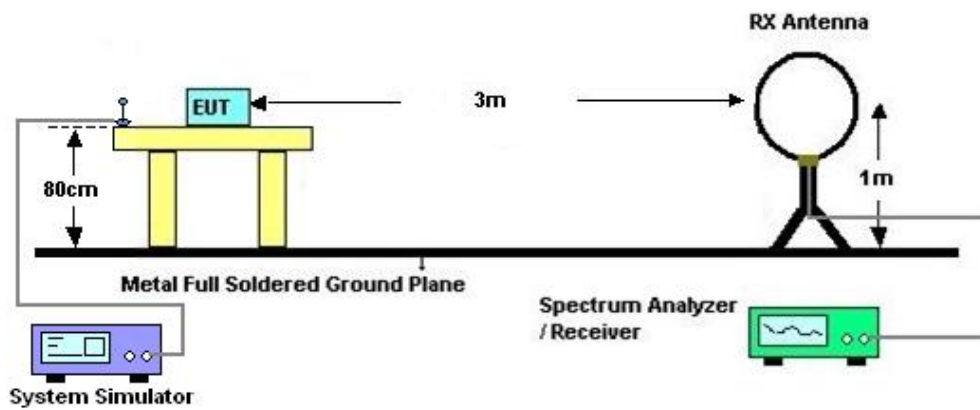 RX Antenna
EUT
3m
80cm
1m
Metal Full Soldered Ground Plane
Spectrum Analyzer
/ Receiver
System Simulator